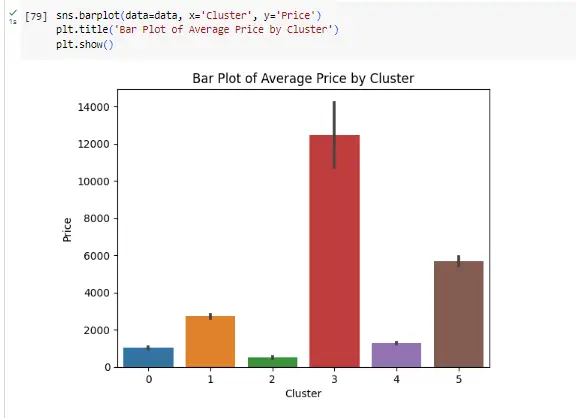 [79] sns.barplot(data=data, x='Cluster', y='Price')
1s
plt.title('Bar Plot of Average Price by Cluster')
plt.show()
Bar Plot of Average Price by Cluster
14000
12000
10000
8000
6000
4000
2000
0
Price
0 1 2 3 4 5
Cluster